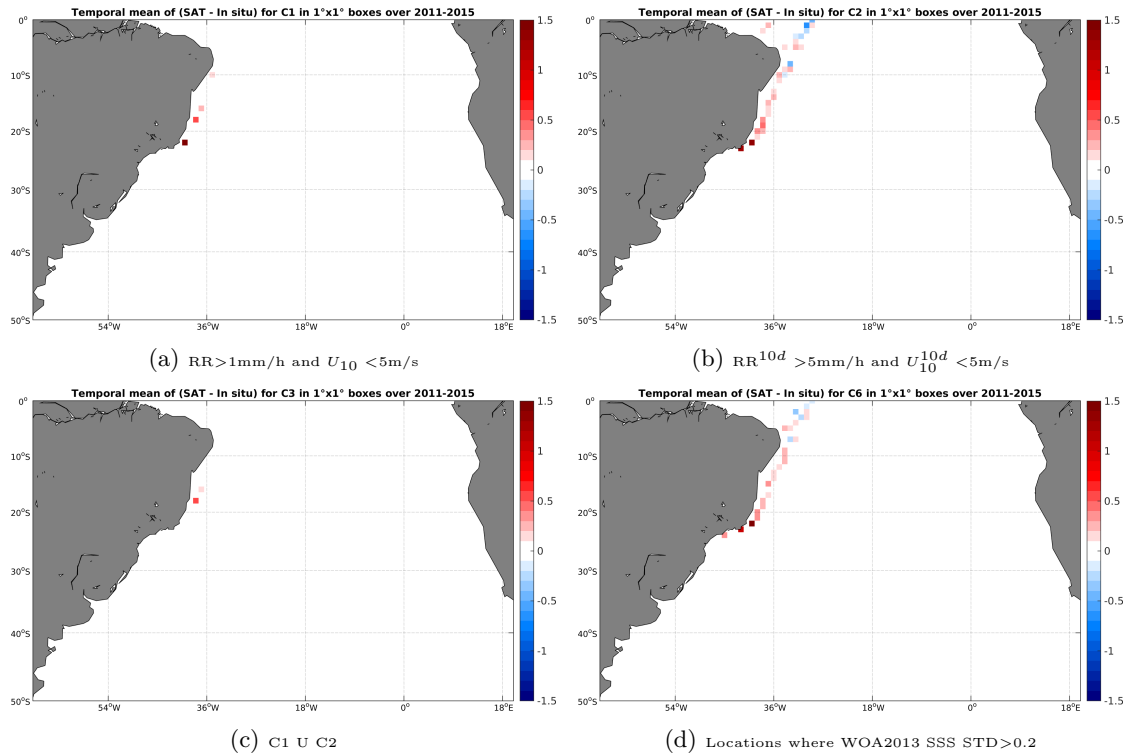 Temporal mean of (SAT - In situ) for C1 in 1°x1° boxes over 2011-2015
0°
10°S
20°S
30°S
40°S
50°S
54°W
36°W
18°W
0°
18°E
1.5
1
0.5
0
-0.5
-1
-1.5
(a) RR>1mm/h and U10 <5m/s
Temporal mean of (SAT - In situ) for C2 in 1°x1° boxes over 2011-2015
0°
10°S
20°S
30°S
40°S
50°S
54°W
36°W
18°W
0°
18°E
1.5
1
0.5
0
-0.5
-1
-1.5
(b) RR^10d >5mm/h and U10^10d <5m/s
Temporal mean of (SAT - In situ) for C3 in 1°x1° boxes over 2011-2015
0°
10°S
20°S
30°S
40°S
50°S
54°W
36°W
18°W
0°
18°E
1.5
1
0.5
0
-0.5
-1
-1.5
(c) C1 U C2
Temporal mean of (SAT - In situ) for C6 in 1°x1° boxes over 2011-2015
0°
10°S
20°S
30°S
40°S
50°S
54°W
36°W
18°W
0°
18°E
1.5
1
0.5
0
-0.5
-1
-1.5
(d) Locations where WOA2013 SSS STD>0.2